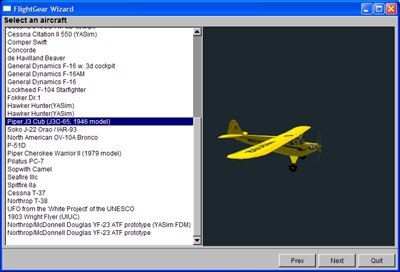 FlightGear Wizard
Select an aircraft
Cessna Citation II 550 (YASim)
Comper Swift
Concorde
de Havilland Beaver
General Dynamics F-16 w. 3d cockpit
General Dynamics F-16AM
General Dynamics F-16
Lockheed F-104 Starfighter
Fokker Dr.1
Hawker Hunter(YASim)
Hawker Hunter(YASim)
Piper J3 Cub (J3C-65, 1946 model)
Soko J-22 Orao / IAR-93
North American OV-10A Bronco
P-51D
Piper Cherokee Warrior II (1979 model)
Pilatus PC-7
Sopwith Camel
Seafire IIIc
Spitfire IIa
Cessna T-37
Northrop T-38
UFO from the 'White Project' of the UNESCO
1903 Wright Flyer (UIUC)
Northrop/McDonnell Douglas YF-23 ATF prototype (YASim FDM)
Northrop/McDonnell Douglas YF-23 ATF prototype
Prev
Next
Quit